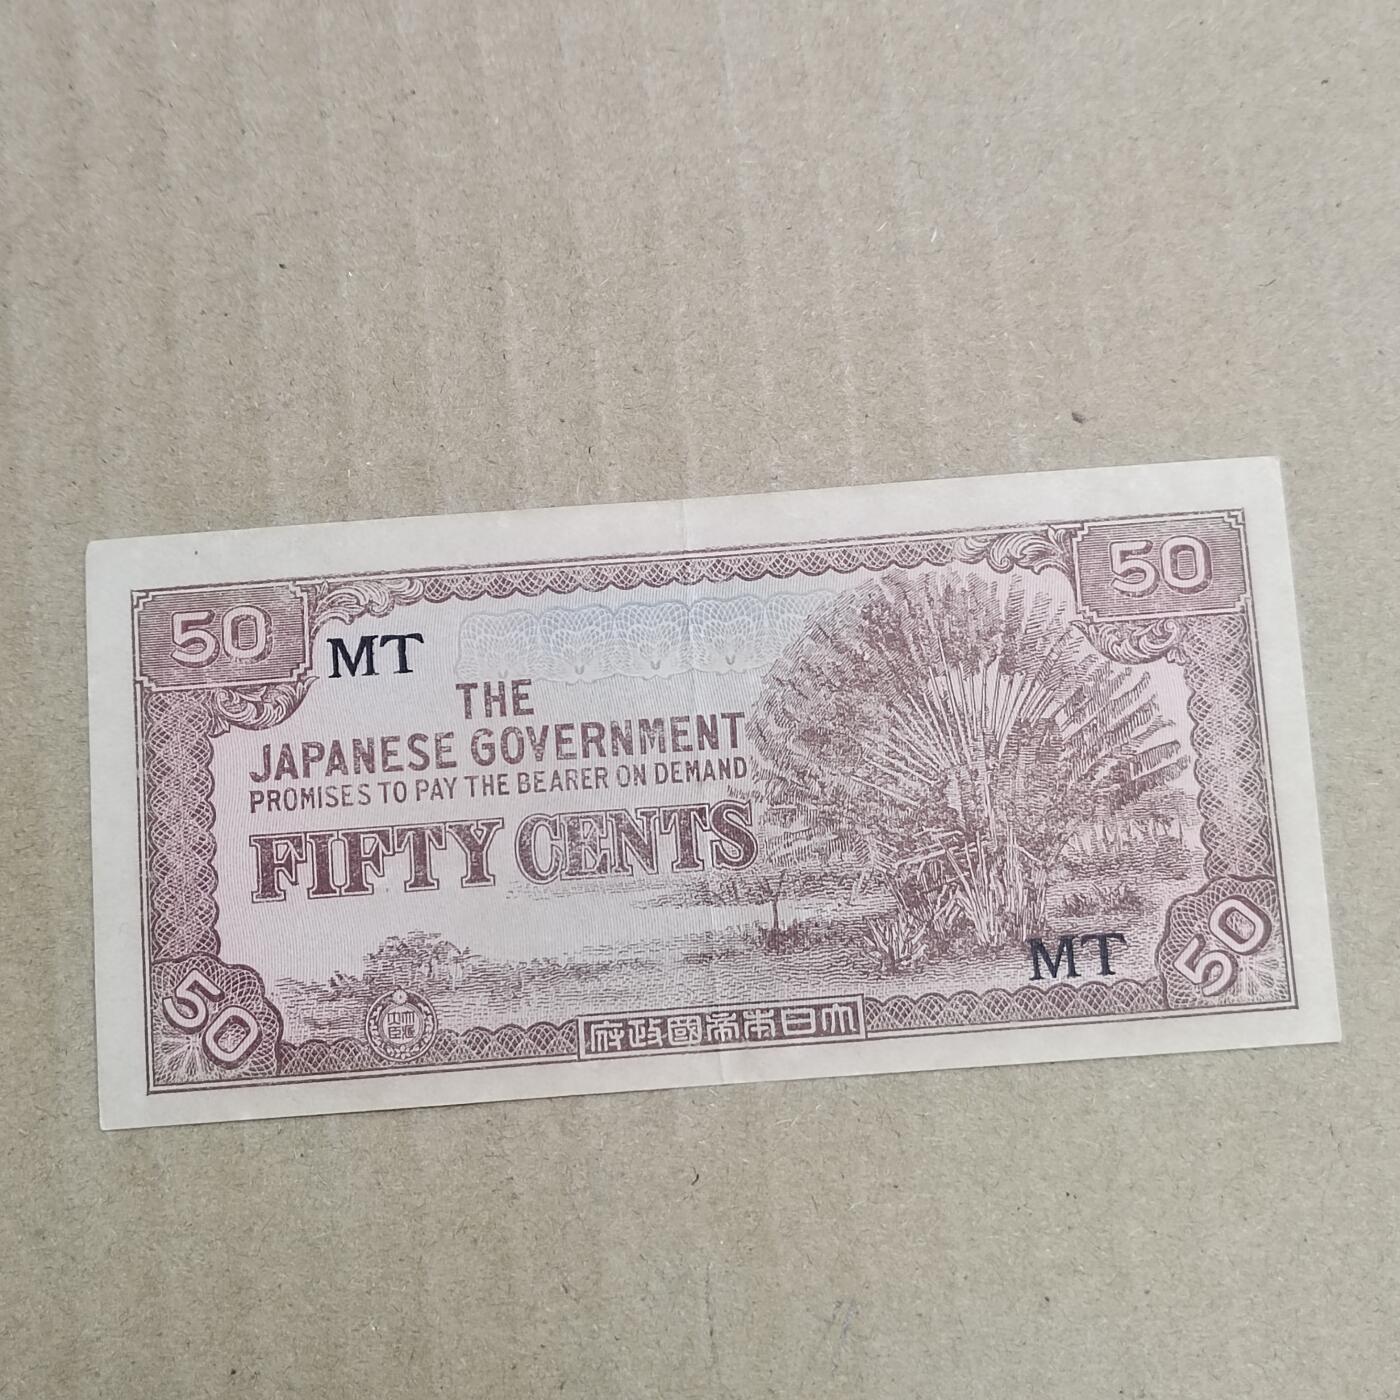 50
50
MT
THE
JAPANESE GOVERNMENT
PROMISES TO PAY THE BEARER ON DEMAND
FIFTY CENTS
MT
50
50
府政國帝本日大